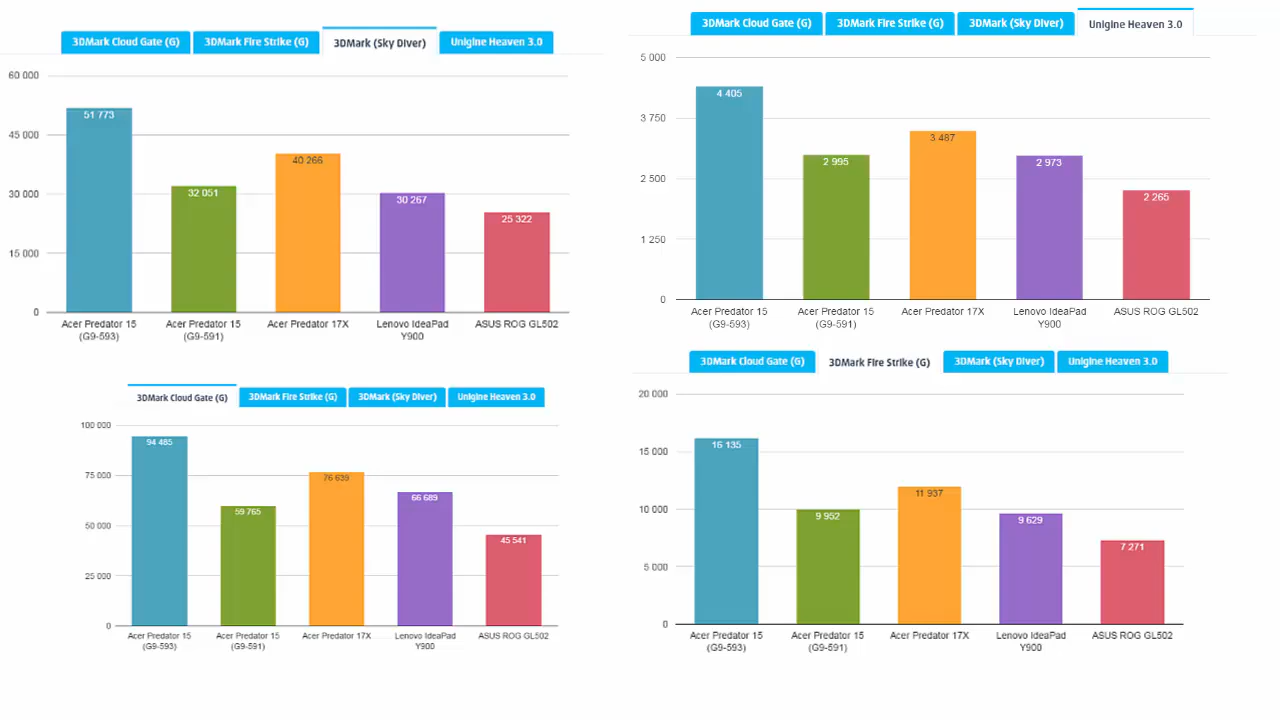 3DMark Cloud Gate (G) 3DMark Fire Strike (G) 3DMark (Sky Diver) Unigine Heaven 3.0
60 000
51 773
45 000
40 266
32 051
30 000
30 267
25 322
15 000
0
Acer Predator 15 Acer Predator 15 Acer Predator 17X Lenovo IdeaPad ASUS ROG GL502
(G9-593) (G9-591) Y900
3DMark Cloud Gate (G) 3DMark Fire Strike (G) 3DMark (Sky Diver) Unigine Heaven 3.0
5 000
4 405
3 750
3 487
2 995 2 973
2 500
2 265
1 250
0
Acer Predator 15 Acer Predator 15 Acer Predator 17X Lenovo IdeaPad ASUS ROG GL502
(G9-593) (G9-591) Y900
3DMark Cloud Gate (G) 3DMark Fire Strike (G) 3DMark (Sky Diver) Unigine Heaven 3.0
100 000
94 485
75 000
76 639
66 689
59 765
50 000
45 541
25 000
0
Acer Predator 15 Acer Predator 15 Acer Predator 17X Lenovo IdeaPad ASUS ROG GL502
(G9-593) (G9-591) Y900
3DMark Cloud Gate (G) 3DMark Fire Strike (G) 3DMark (Sky Diver) Unigine Heaven 3.0
20 000
16 135
15 000
11 937
10 000
9 952 9 629
7 271
5 000
0
Acer Predator 15 Acer Predator 15 Acer Predator 17X Lenovo IdeaPad ASUS ROG GL502
(G9-593) (G9-591) Y900